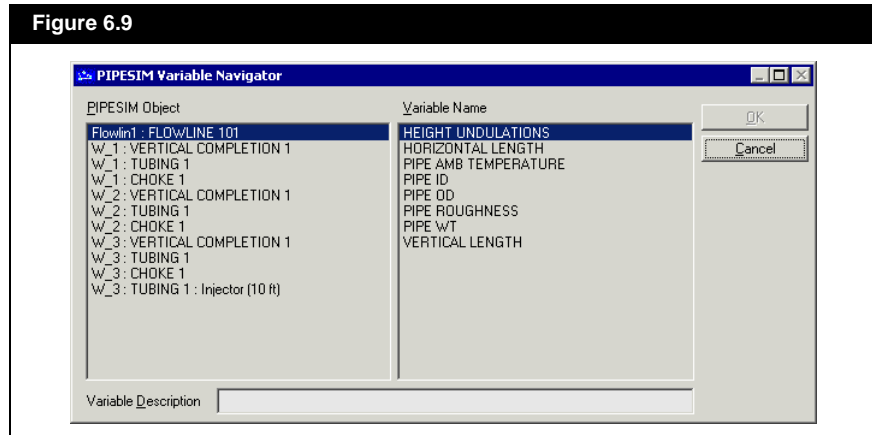 Figure 6.9
PIPESIM Variable Navigator
PIPESIM Object
Flowlin1 : FLOWLINE 101
W_1 : VERTICAL COMPLETION 1
W_1 : TUBING 1
W_1 : CHOKE 1
W_2 : VERTICAL COMPLETION 1
W_2 : TUBING 1
W_2 : CHOKE 1
W_3 : VERTICAL COMPLETION 1
W_3 : TUBING 1
W_3 : CHOKE 1
W_3 : TUBING 1 : Injector (10 ft)
Variable Name
HEIGHT UNDULATIONS
HORIZONTAL LENGTH
PIPE AMB TEMPERATURE
PIPE ID
PIPE OD
PIPE ROUGHNESS
PIPE WT
VERTICAL LENGTH
OK
Cancel
Variable Description